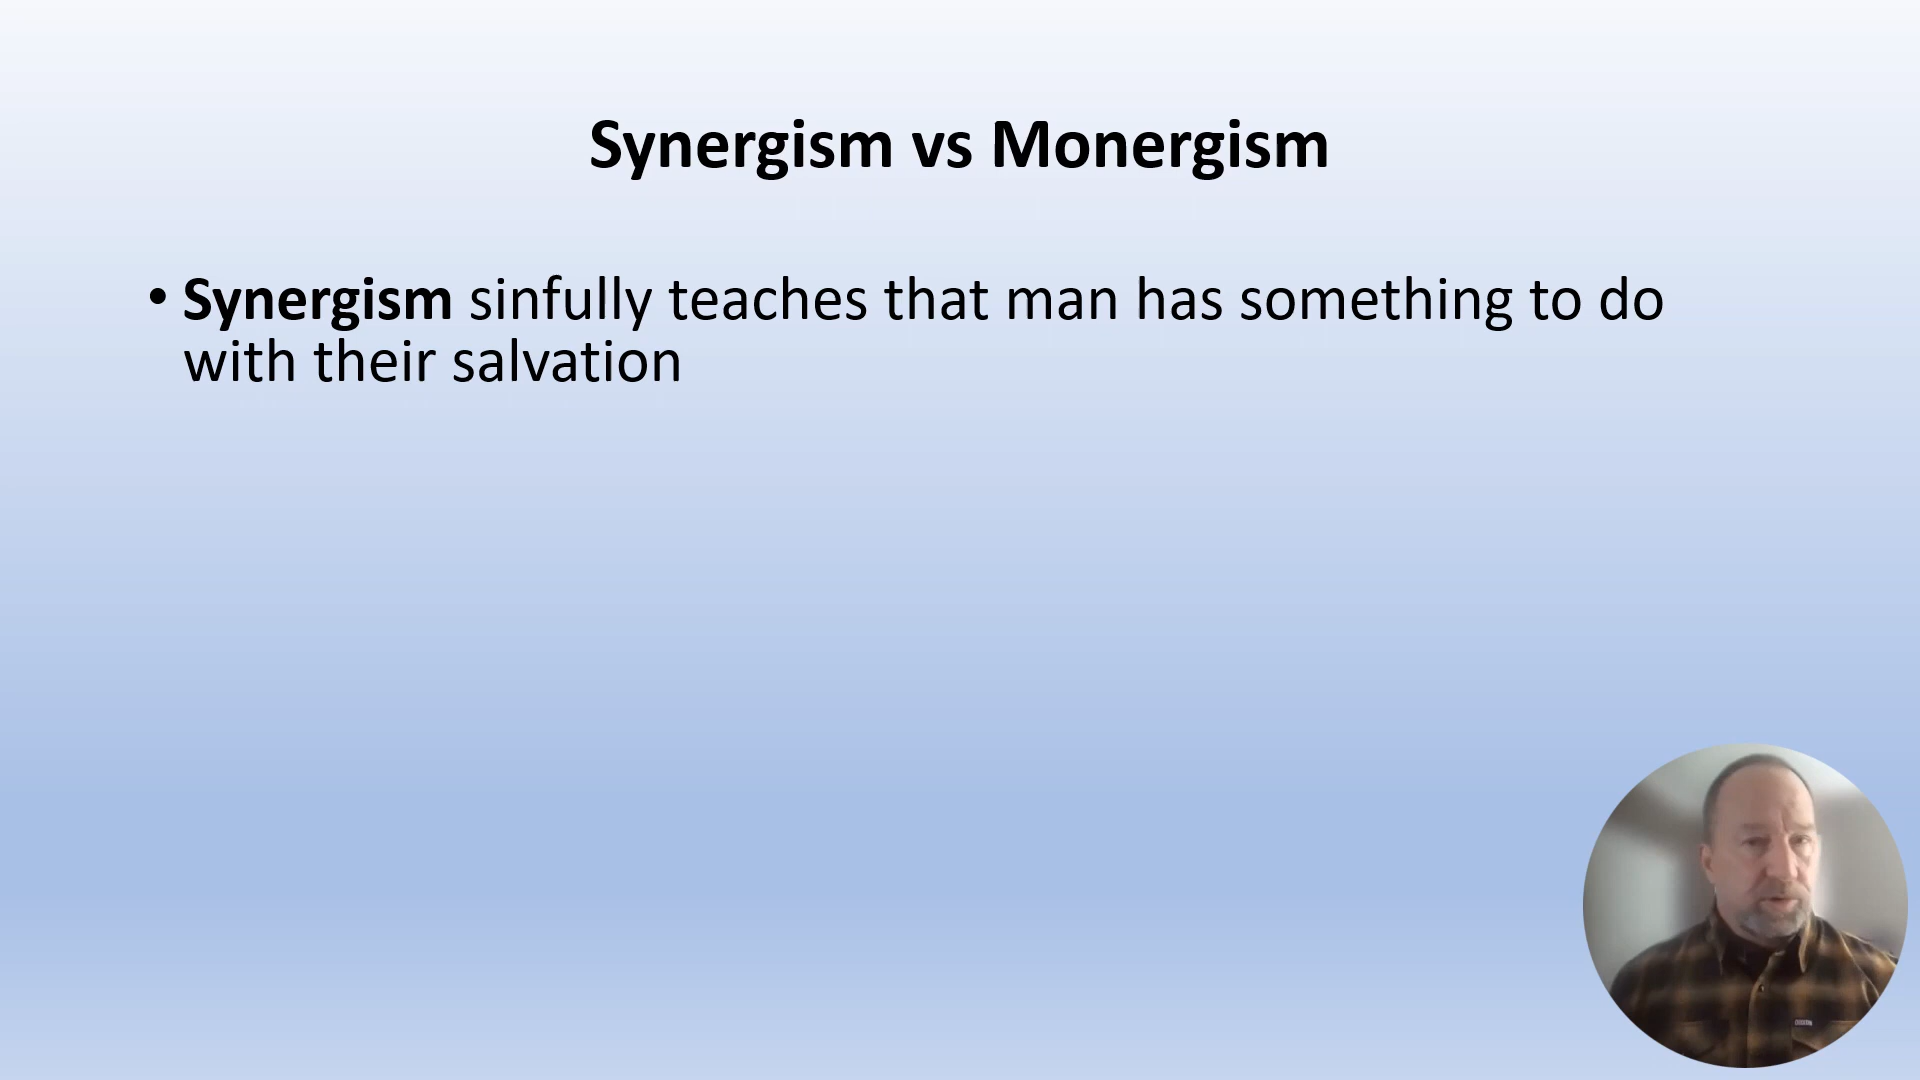 Synergism vs Monergism
• Synergism sinfully teaches that man has something to do
with their salvation